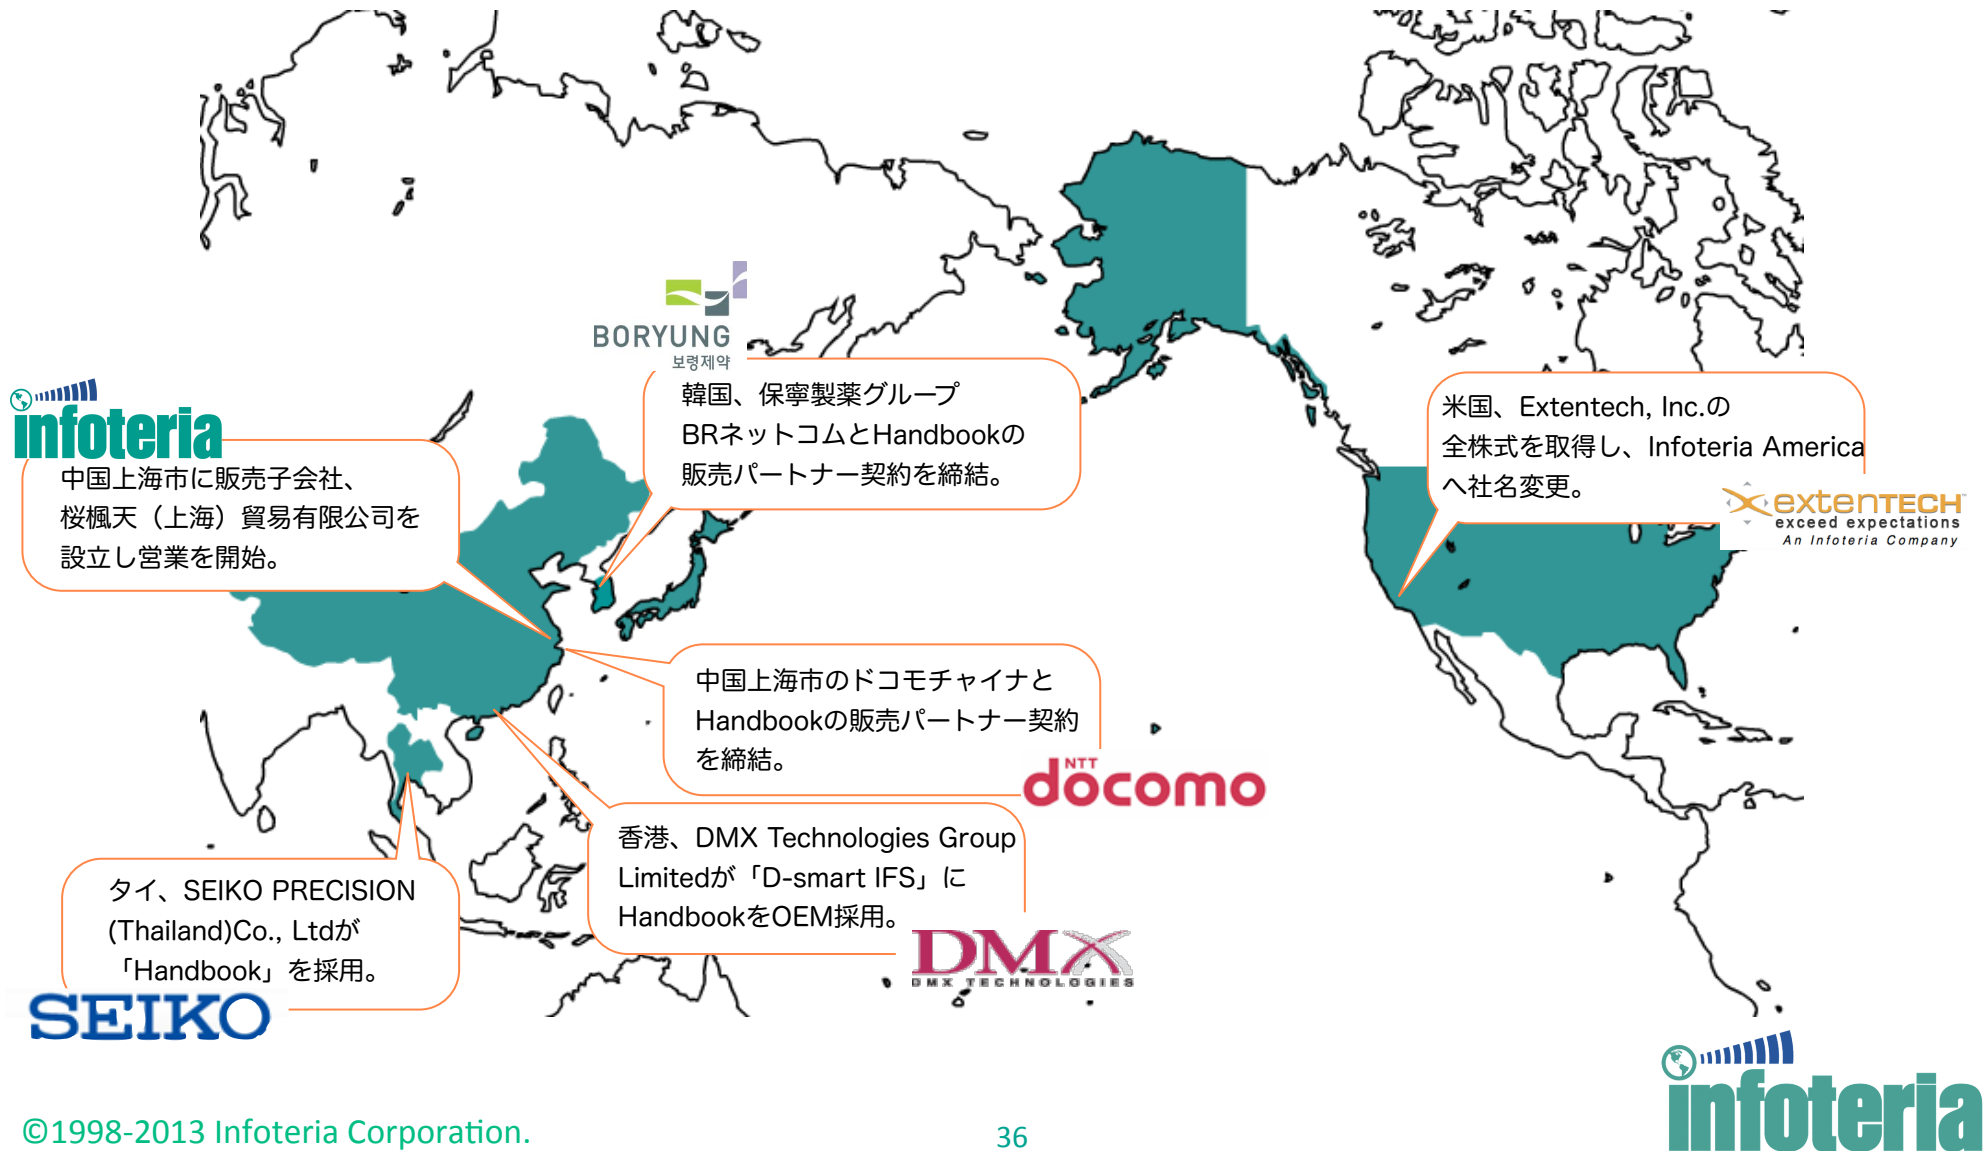 BORYUNG
보령제약
韓国、保寧製薬グループ
BRネットコムとHandbookの
販売パートナー契約を締結。
infoteria
中国上海市に販売子会社、
桜楓天（上海）貿易有限公司を
設立し営業を開始。
米国、Extentech, Inc.の
全株式を取得し、Infoteria America
へ社名変更。
extenTECH
exceed expectations
An Infoteria Company
中国上海市のドコモチャイナと
Handbookの販売パートナー契約
を締結。
NTT
docomo
香港、DMX Technologies Group
Limitedが「D-smart IFS」に
HandbookをOEM採用。
DMX
DMX TECHNOLOGIES
タイ、SEIKO PRECISION
(Thailand)Co., Ltdが
「Handbook」を採用。
SEIKO
infoteria
©1998-2013 Infoteria Corporation.
36